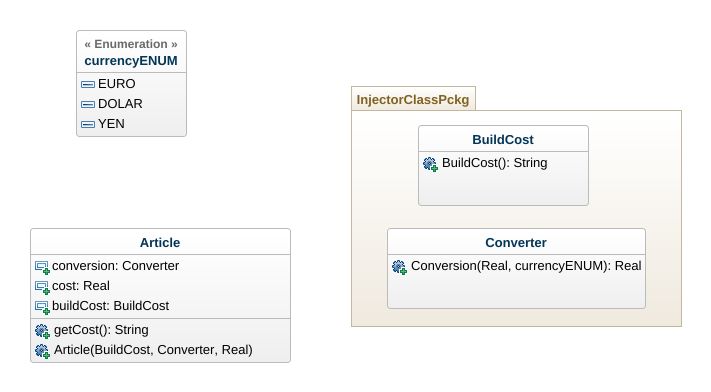 « Enumeration »
currencyENUM
EURO
DOLAR
YEN
InjectorClassPckg
BuildCost
BuildCost(): String
Converter
Conversion(Real, currencyENUM): Real
Article
conversion: Converter
cost: Real
buildCost: BuildCost
getCost(): String
Article(BuildCost, Converter, Real)